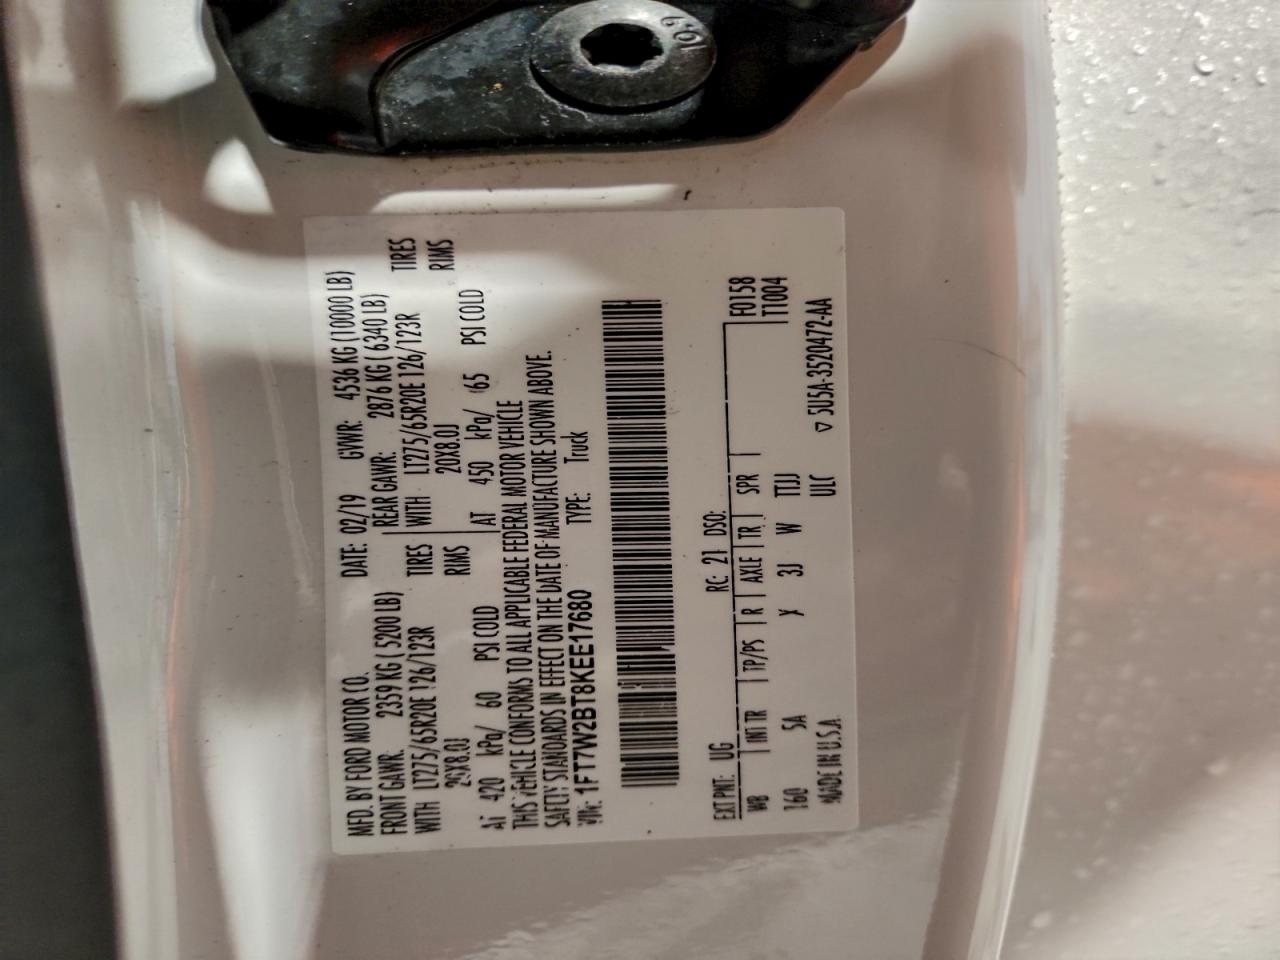 10.9
MFD. BY FORD MOTOR CO. DATE: 02/19 GVWR: 4536 KG (10000 LB)
FRONT GAWR: 2359 KG ( 5200 LB) REAR GAWR: 2876 KG ( 6340 LB)
WITH LT275/65R20E 126/123R TIRES WITH LT275/65R20E 126/123R TIRES
20X8.0J RIMS 20X8.0J RIMS
AT 420 kPa/ 60 PSI COLD AT 450 kPa/ 65 PSI COLD
THIS VEHICLE CONFORMS TO ALL APPLICABLE FEDERAL MOTOR VEHICLE
SAFETY STANDARDS IN EFFECT ON THE DATE OF MANUFACTURE SHOWN ABOVE.
VIN: 1FT7W2BT8KEE17680 TYPE: Truck
F0158
T1004
EXT PNT: UG RC: 21 DSO:
WB INT TR TP/PS R AXLE TR SPR
160 5A X 3J W TTJJ
ULC
MADE IN U.S.A. ▽ 5U5A-3520472-AA